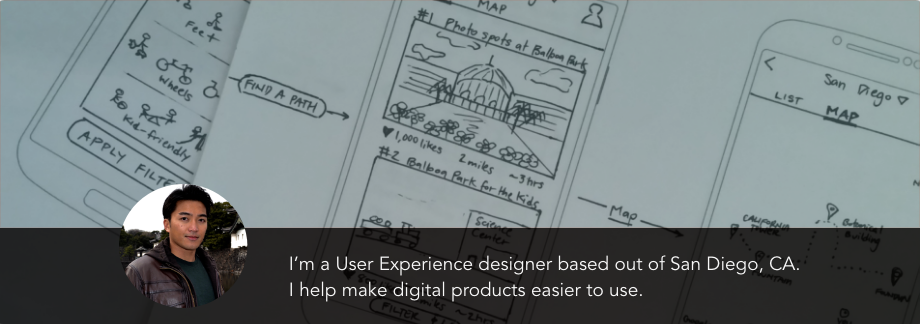 Feet
Wheels
Kid-friendly
APPLY FILTER
FIND A PATH
MAP
#1 Photo spots at Balboa Park
1,000 likes 2 miles ~3 hrs
#2 Balboa Park for the Kids
Science
Center
FILTER
Map
San Diego
LIST MAP
CALIFORNIA
Botanical
Building
I'm a User Experience designer based out of San Diego, CA.
I help make digital products easier to use.